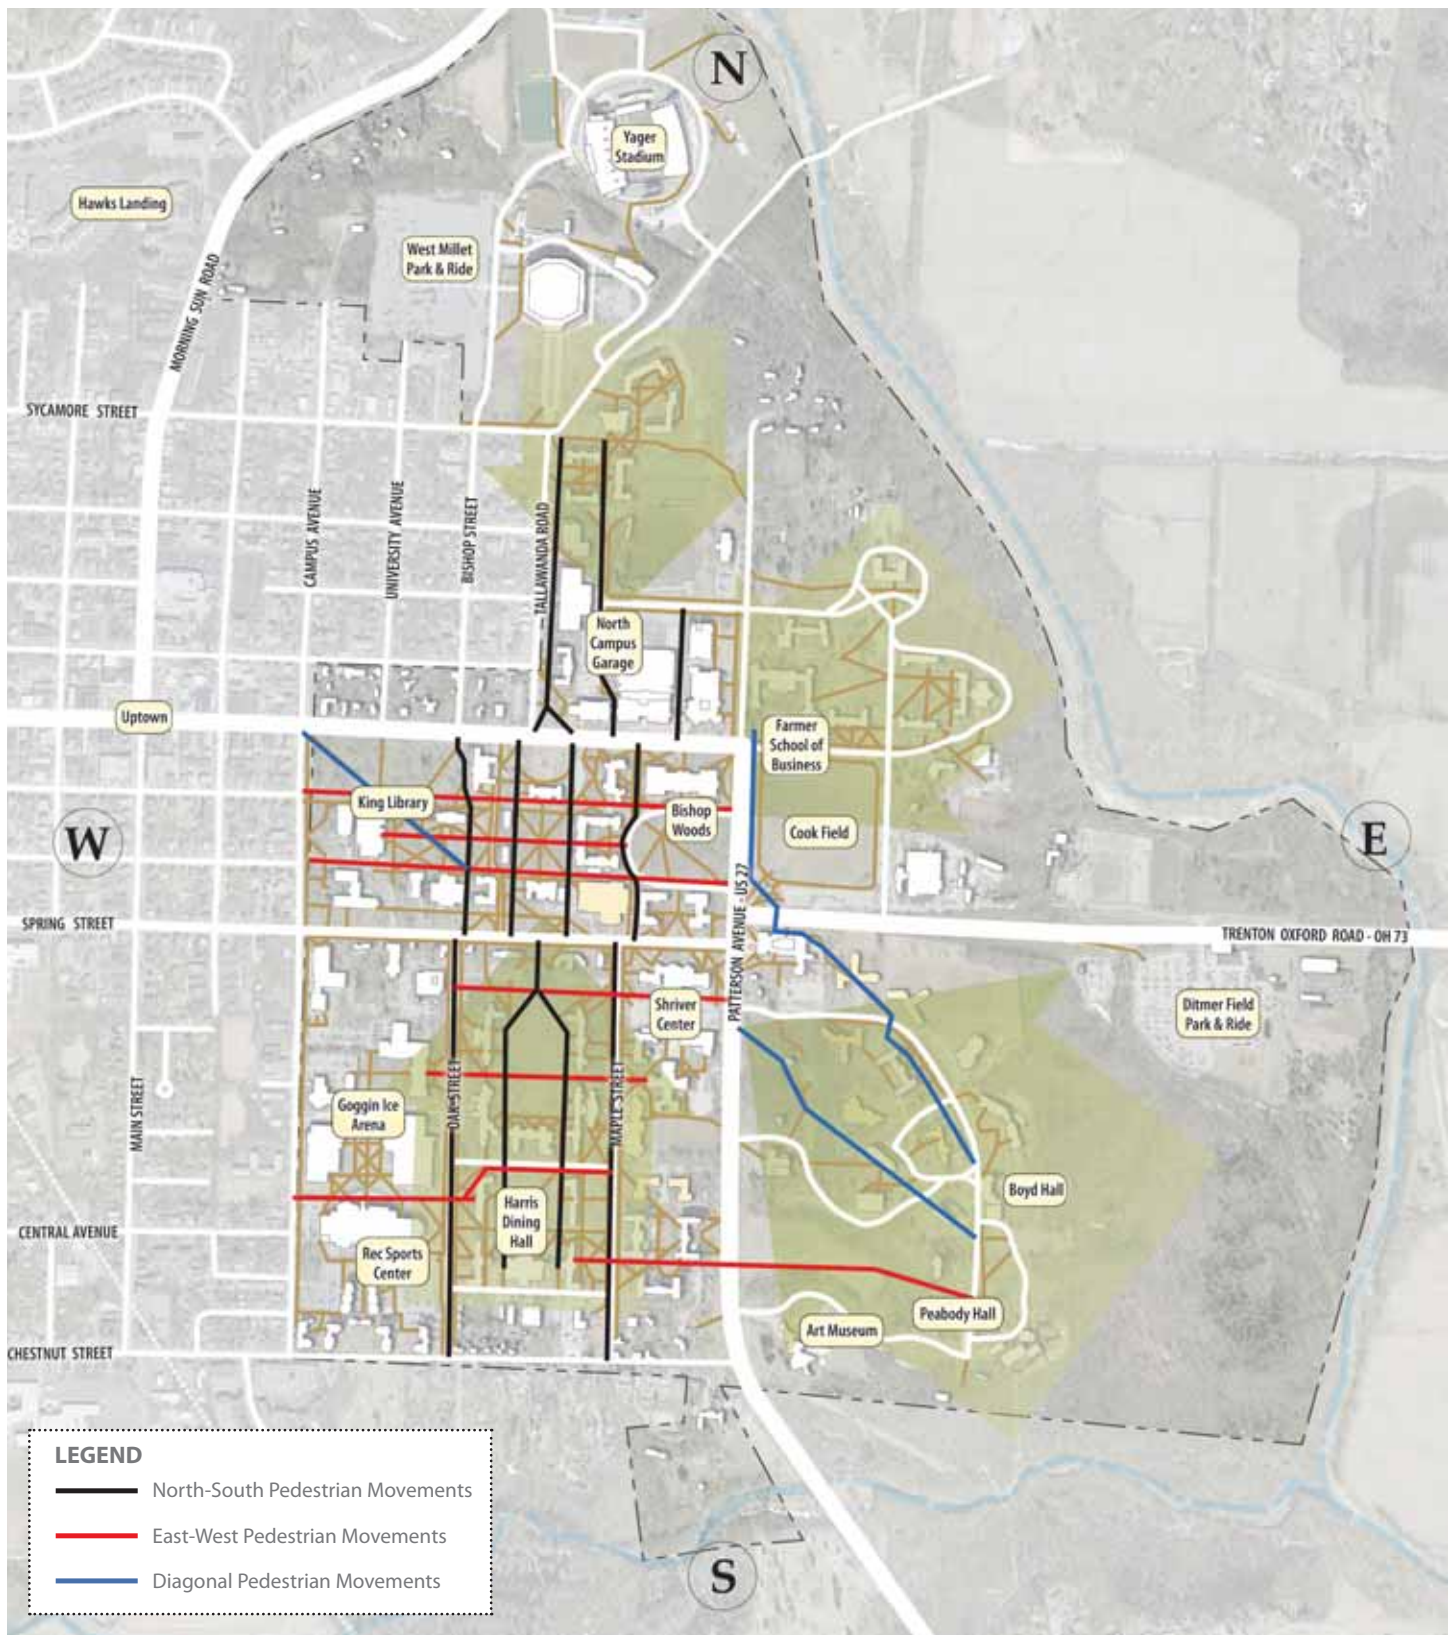 N
Yager
Stadium
Hawks Landing
West Millet
Park & Ride
MORNING SUN ROAD
SYCAMORE STREET
CAMPUS AVENUE
UNIVERSITY AVENUE
BISHOP STREET
TALLAWANDA ROAD
North
Campus
Garage
Uptown
Farmer
School of
Business
King Library
Bishop
Woods
Cook Field
W
E
PATTERSON AVENUE - US 27
SPRING STREET
TRENTON OXFORD ROAD - OH 73
Shriver
Center
Ditmer Field
Park & Ride
MAIN STREET
OAK STREET
MAPLE STREET
Goggin Ice
Arena
Boyd Hall
Harris
Dining
Hall
CENTRAL AVENUE
Rec Sports
Center
Peabody Hall
Art Museum
CHESTNUT STREET
LEGEND
North-South Pedestrian Movements
East-West Pedestrian Movements
Diagonal Pedestrian Movements
S